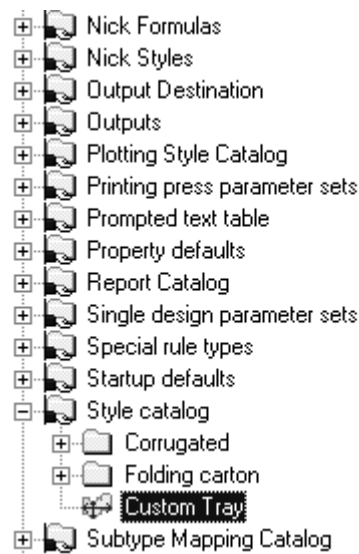 Nick Formulas
Nick Styles
Output Destination
Outputs
Plotting Style Catalog
Printing press parameter sets
Prompted text table
Property defaults
Report Catalog
Single design parameter sets
Special rule types
Startup defaults
Style catalog
Corrugated
Folding carton
Custom Tray
Subtype Mapping Catalog